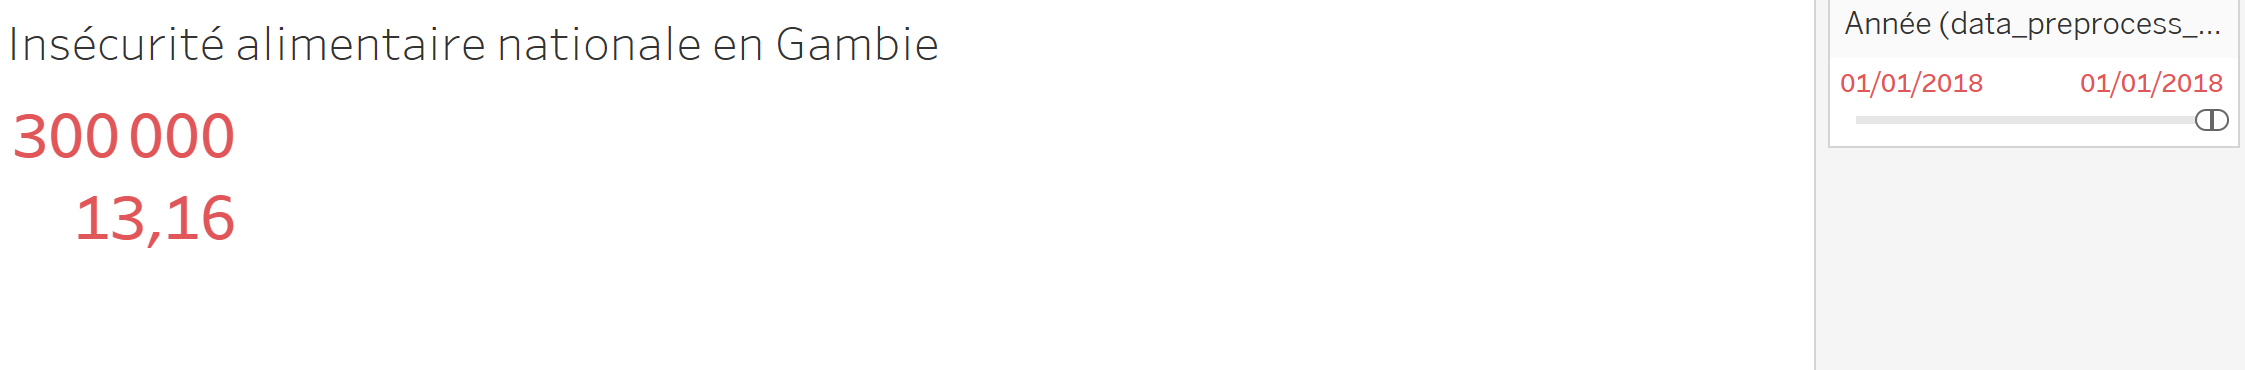 Insécurité alimentaire nationale en Gambie
300 000
13,16
Année (data_preprocess_...
01/01/2018 01/01/2018